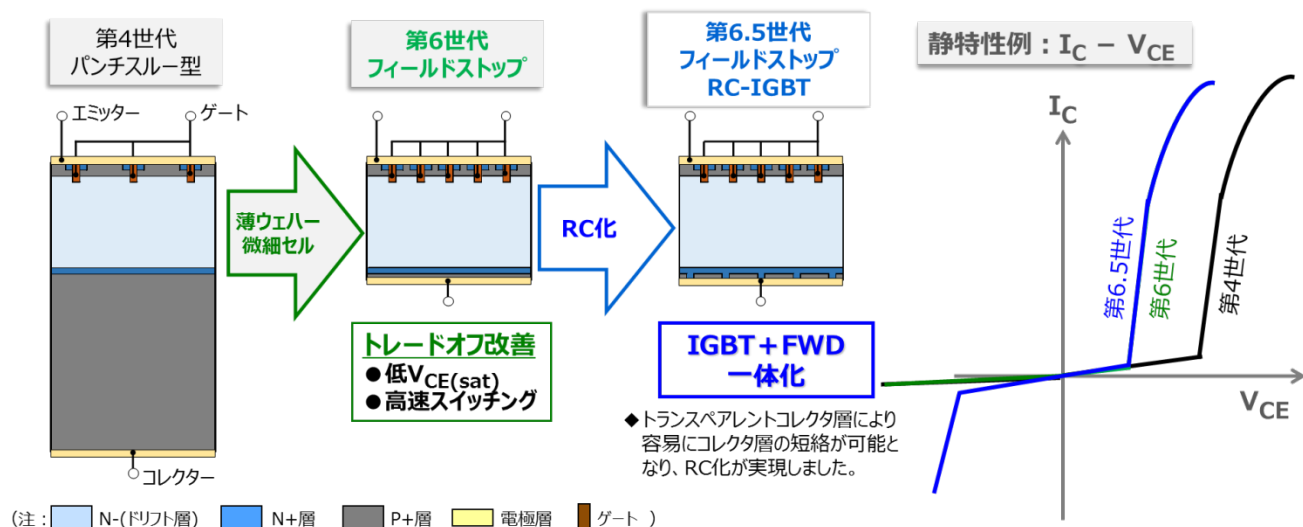 第4世代
パンチスルー型
第6世代
フィールドストップ
第6.5世代
フィールドストップ
RC-IGBT
静特性例：IC − VCE
エミッター
ゲート
薄ウェハー
微細セル
RC化
コレクター
トレードオフ改善
●低VCE(sat)
●高速スイッチング
IGBT＋FWD
一体化
◆トランスペアレントコレクタ層により
容易にコレクタ層の短絡が可能と
なり、RC化が実現しました。
IC
第6.5世代
第6世代
第4世代
VCE
（注： N-(ドリフト層) N+層 P+層 電極層 ゲート ）